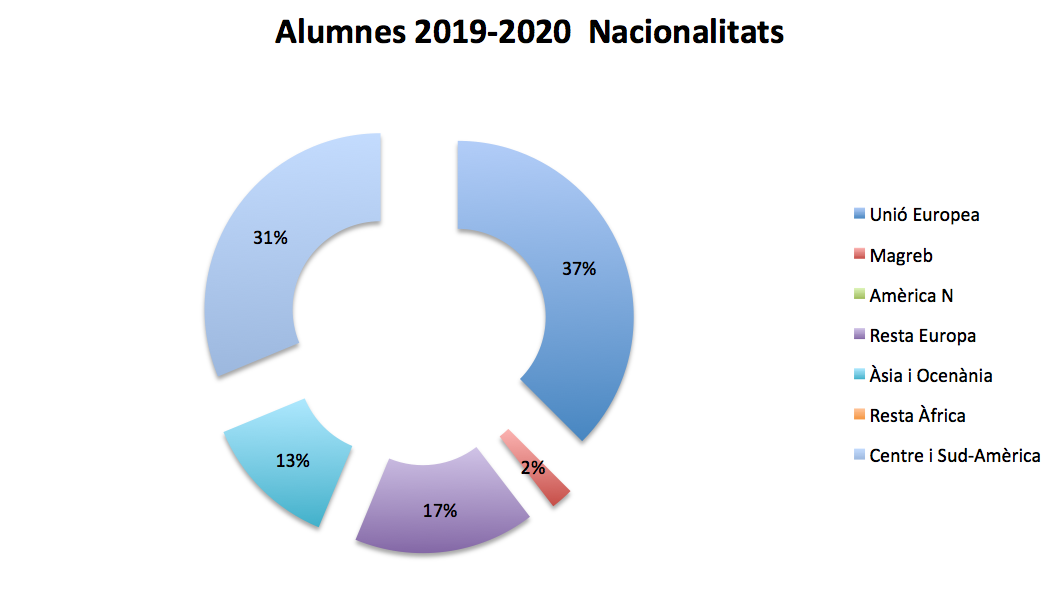 Alumnes 2019-2020  Nacionalitats
31%
37%
2%
17%
13%
Unió Europea
Magreb
Amèrica N
Resta Europa
Àsia i Ocenània
Resta Àfrica
Centre i Sud-Amèrica